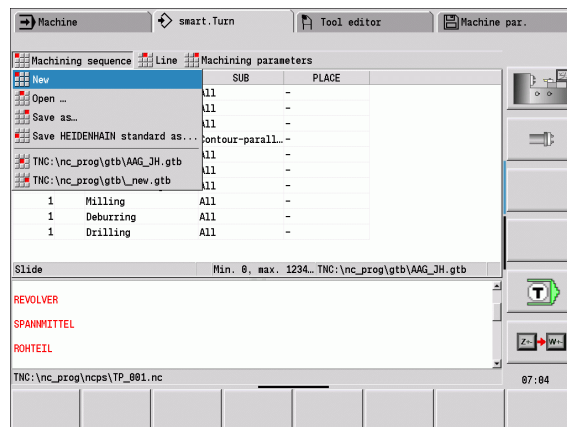 Machine
smart.Turn
Tool editor
Machine par.
Machining sequence Line Machining parameters
New
Open …
Save as…
Save HEIDENHAIN standard as...
TNC:\nc_prog\gtb\AAG_JH.gtb
TNC:\nc_prog\gtb\_new.gtb
SUB PLACE
All -
All -
All -
Contour-parall… -
All -
All -
All -
1 Milling All -
1 Deburring All -
1 Drilling All -
Slide Min. 0, max. 1234… TNC:\nc_prog\gtb\AAG_JH.gtb
REVOLVER
SPANNMITTEL
ROHTEIL
TNC:\nc_prog\ncps\TP_001.nc
T
Z+- W+-
07:04